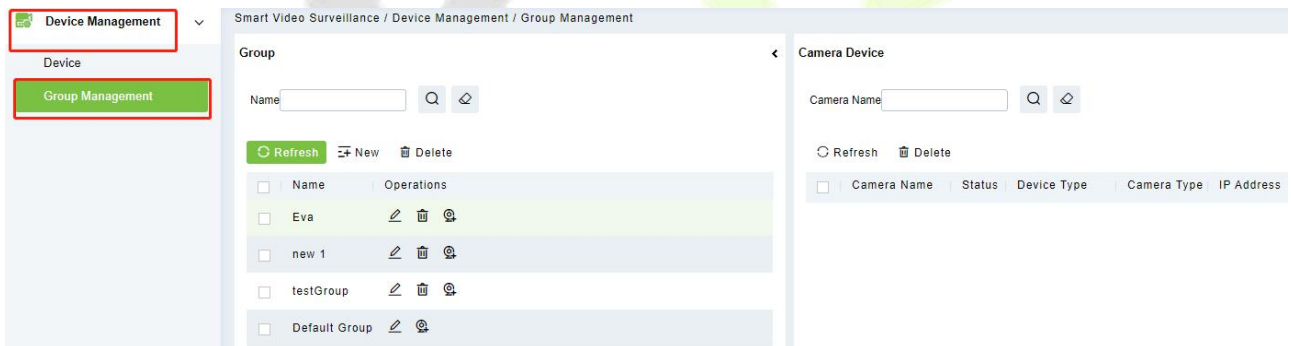 Device Management
Device
Group Management
Smart Video Surveillance / Device Management / Group Management
Group
Name
Refresh New Delete
Name Operations
Eva
new 1
testGroup
Default Group
Camera Device
Camera Name
Refresh Delete
Camera Name Status Device Type Camera Type IP Address